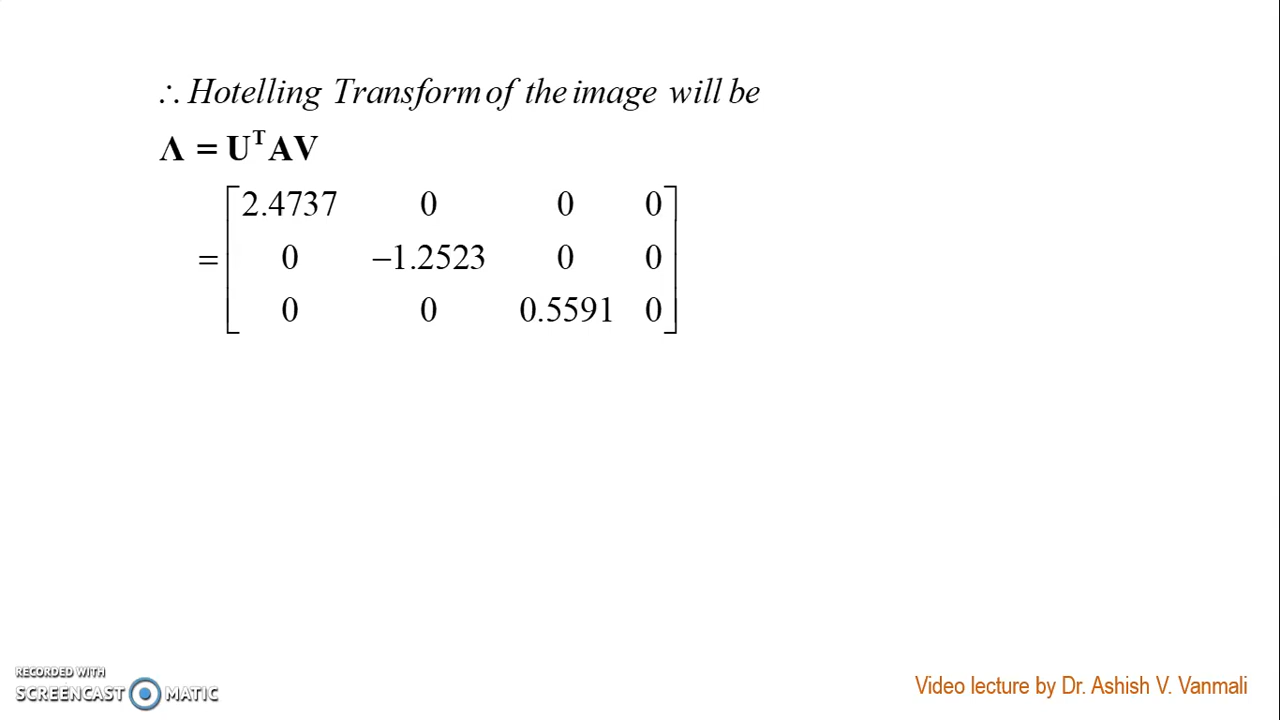 ∴ Hotelling Transform of the image will be
Λ = UᵀAV
2.4737 0 0 0
= 0 −1.2523 0 0
0 0 0.5591 0
RECORDED WITH
SCREENCAST MATIC
Video lecture by Dr. Ashish V. Vanmali